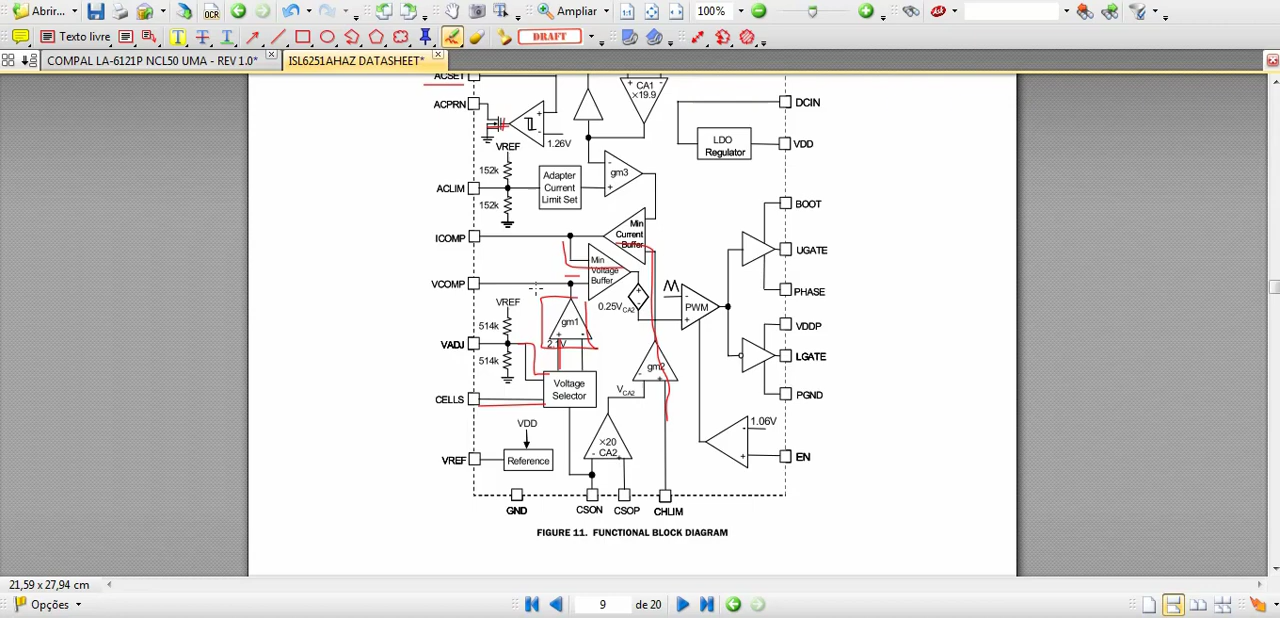 Abrir...
OCR
Ampliar
100%
Texto livre
DRAFT
COMPAL LA-6121P NCL50 UMA - REV 1.0*
ISL6251AHAZ DATASHEET*
ACSET
CA1
×19.9
ACPRN
1.26V
VREF
DCIN
LDO
Regulator
VDD
152k
ACLIM
152k
Adapter
Current
Limit Set
gm3
BOOT
ICOMP
Min
Current
Buffer
UGATE
Min
Voltage
Buffer
VCOMP
PHASE
VREF
0.25VCA2
PWM
514k
gm1
VDDP
VADJ
2.1V
514k
LGATE
gm2
Voltage
Selector
VCA2
PGND
CELLS
VDD
1.06V
×20
CA2
VREF
Reference
EN
GND
CSON
CSOP
CHLIM
FIGURE 11. FUNCTIONAL BLOCK DIAGRAM
21,59 x 27,94 cm
Opções
9
de 20